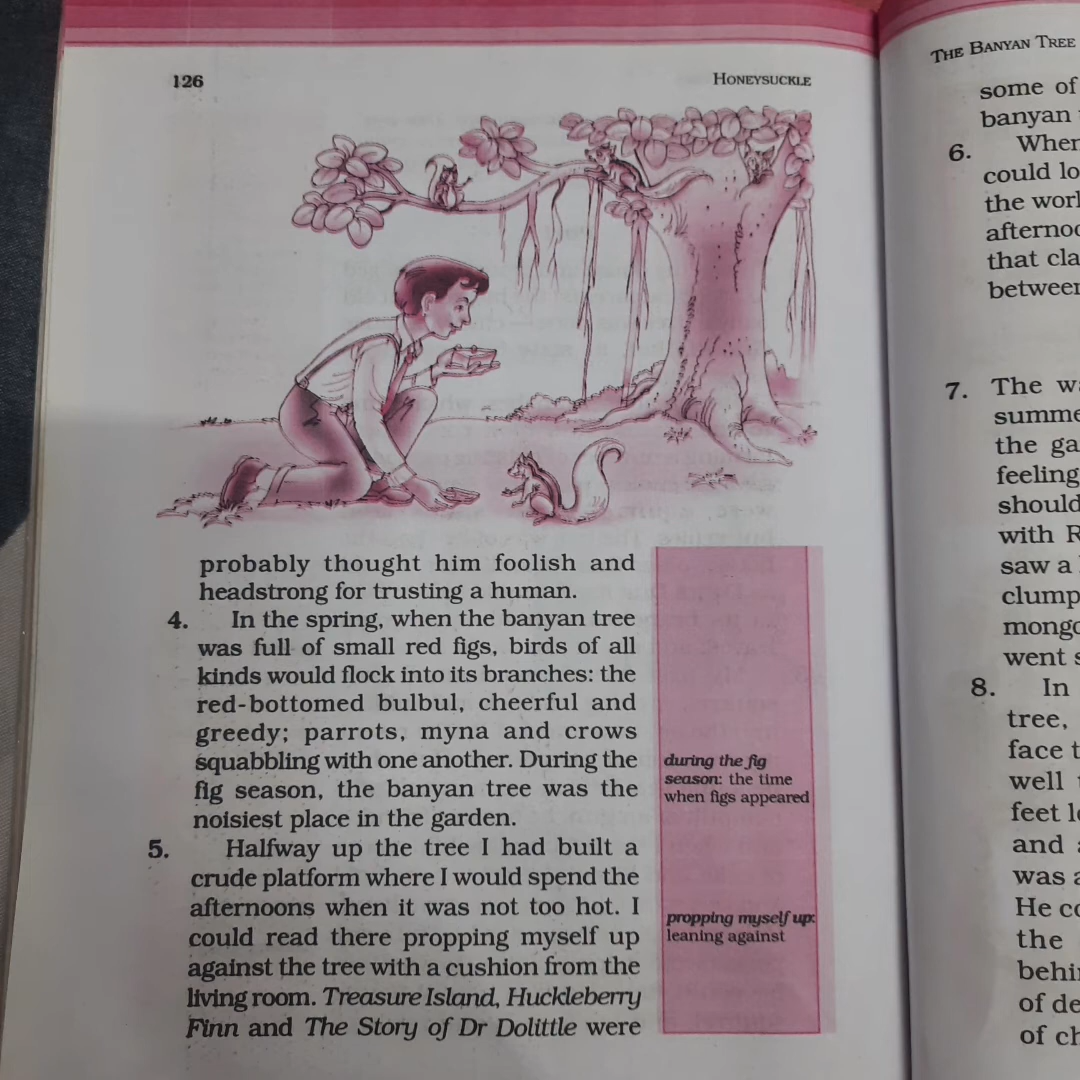 126
HONEYSUCKLE
probably thought him foolish and
headstrong for trusting a human.
4. In the spring, when the banyan tree
was full of small red figs, birds of all
kinds would flock into its branches: the
red-bottomed bulbul, cheerful and
greedy; parrots, myna and crows
squabbling with one another. During the
fig season, the banyan tree was the
noisiest place in the garden.
5. Halfway up the tree I had built a
crude platform where I would spend the
afternoons when it was not too hot. I
could read there propping myself up
against the tree with a cushion from the
living room. Treasure Island, Huckleberry
Finn and The Story of Dr Dolittle were
during the fig
season: the time
when figs appeared
propping myself up:
leaning against
THE BANYAN TREE
some of
banyan
6. When
could lo
the worl
afternoo
that cla
between
7. The wa
summe
the ga
feeling
should
with R
saw a
clump
mongo
went s
8. In
tree,
face t
well
feet l
and
was a
He co
the
behin
of de
of ch